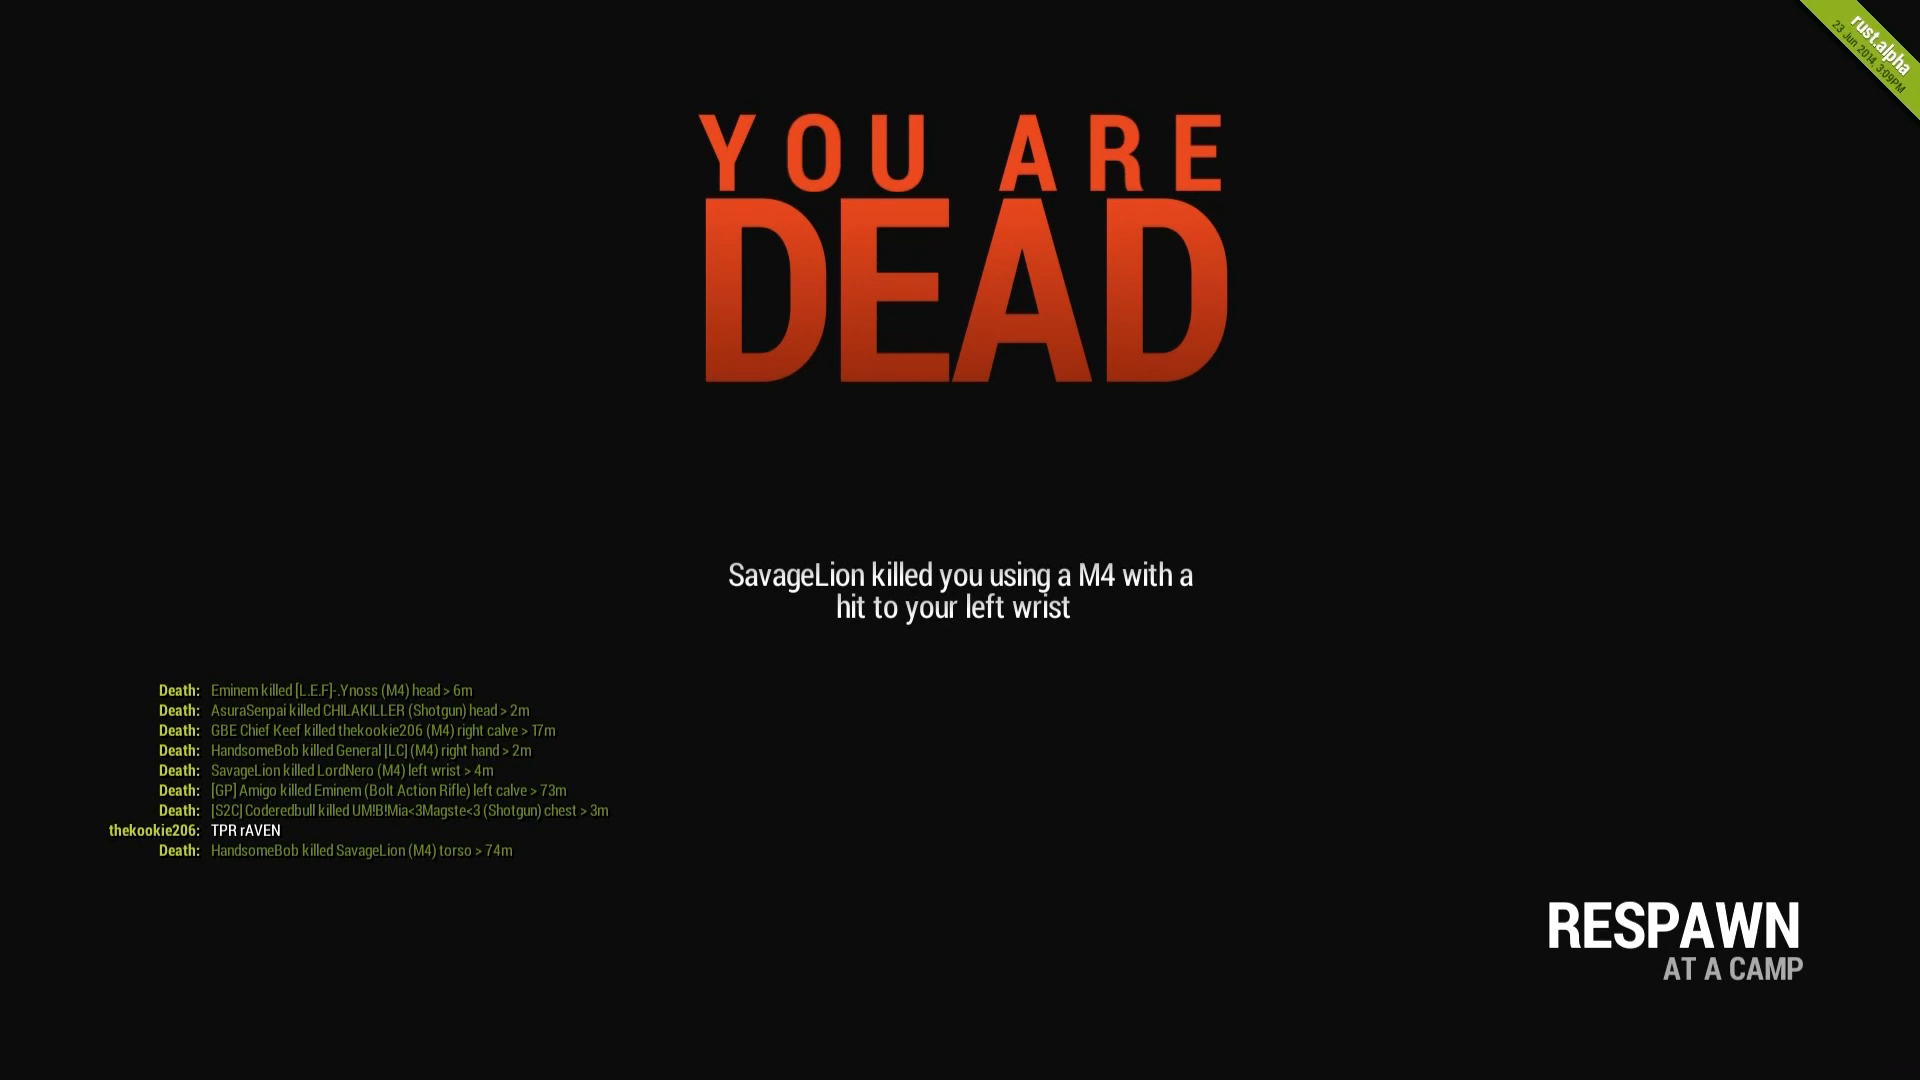 rust.alpha
23 Jun 2014, 3:09PM
YOU ARE
DEAD
SavageLion killed you using a M4 with a
hit to your left wrist
Death: Eminem killed [L.E.F]-.Ynoss (M4) head > 6m
Death: AsuraSenpai killed CHILAKILLER (Shotgun) head > 2m
Death: GBE Chief Keef killed thekookie206 (M4) right calve > 17m
Death: HandsomeBob killed General [LC] (M4) right hand > 2m
Death: SavageLion killed LordNero (M4) left wrist > 4m
Death: [GP] Amigo killed Eminem (Bolt Action Rifle) left calve > 73m
Death: [S2C] Coderedbull killed UM!B!Mia<3Magste<3 (Shotgun) chest > 3m
thekookie206: TPR rAVEN
Death: HandsomeBob killed SavageLion (M4) torso > 74m
RESPAWN
AT A CAMP